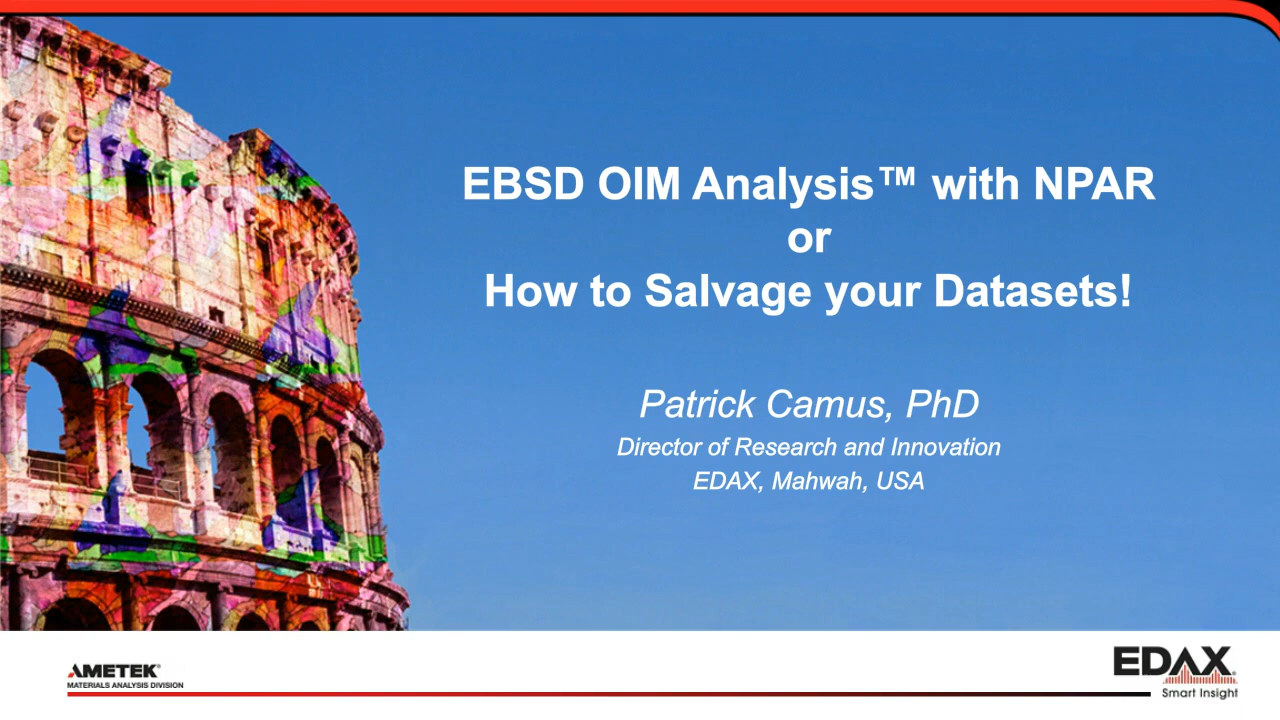 EBSD OIM Analysis™ with NPAR
or
How to Salvage your Datasets!
Patrick Camus, PhD
Director of Research and Innovation
EDAX, Mahwah, USA
AMETEK®
MATERIALS ANALYSIS DIVISION
EDAX®
Smart Insight